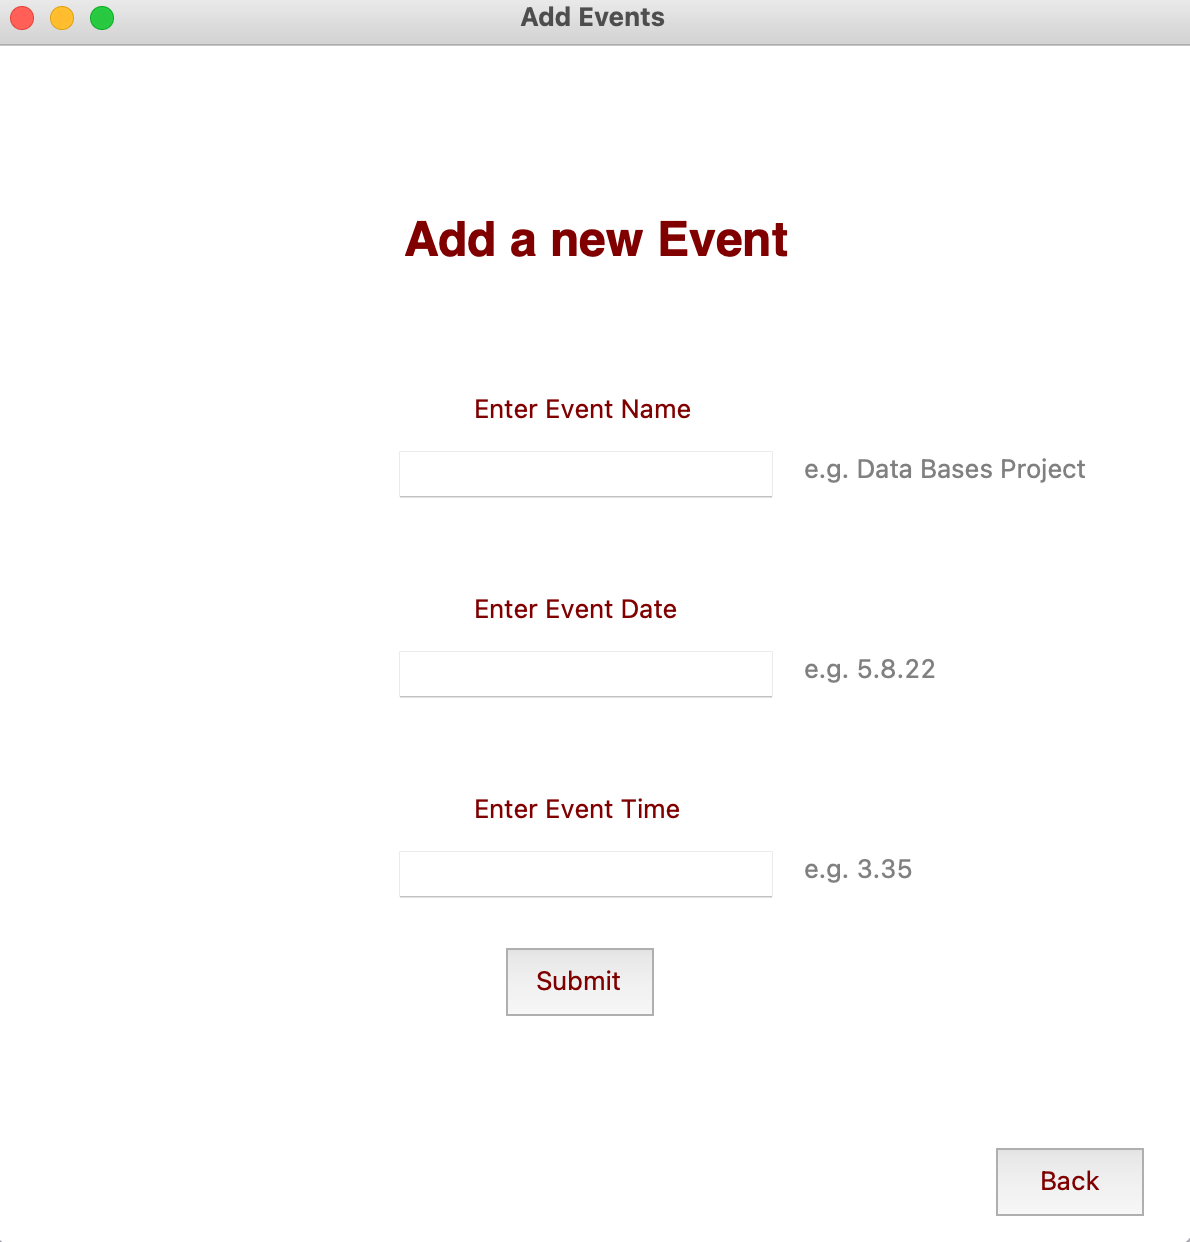 Add Events
Add a new Event
Enter Event Name
e.g. Data Bases Project
Enter Event Date
e.g. 5.8.22
Enter Event Time
e.g. 3.35
Submit
Back